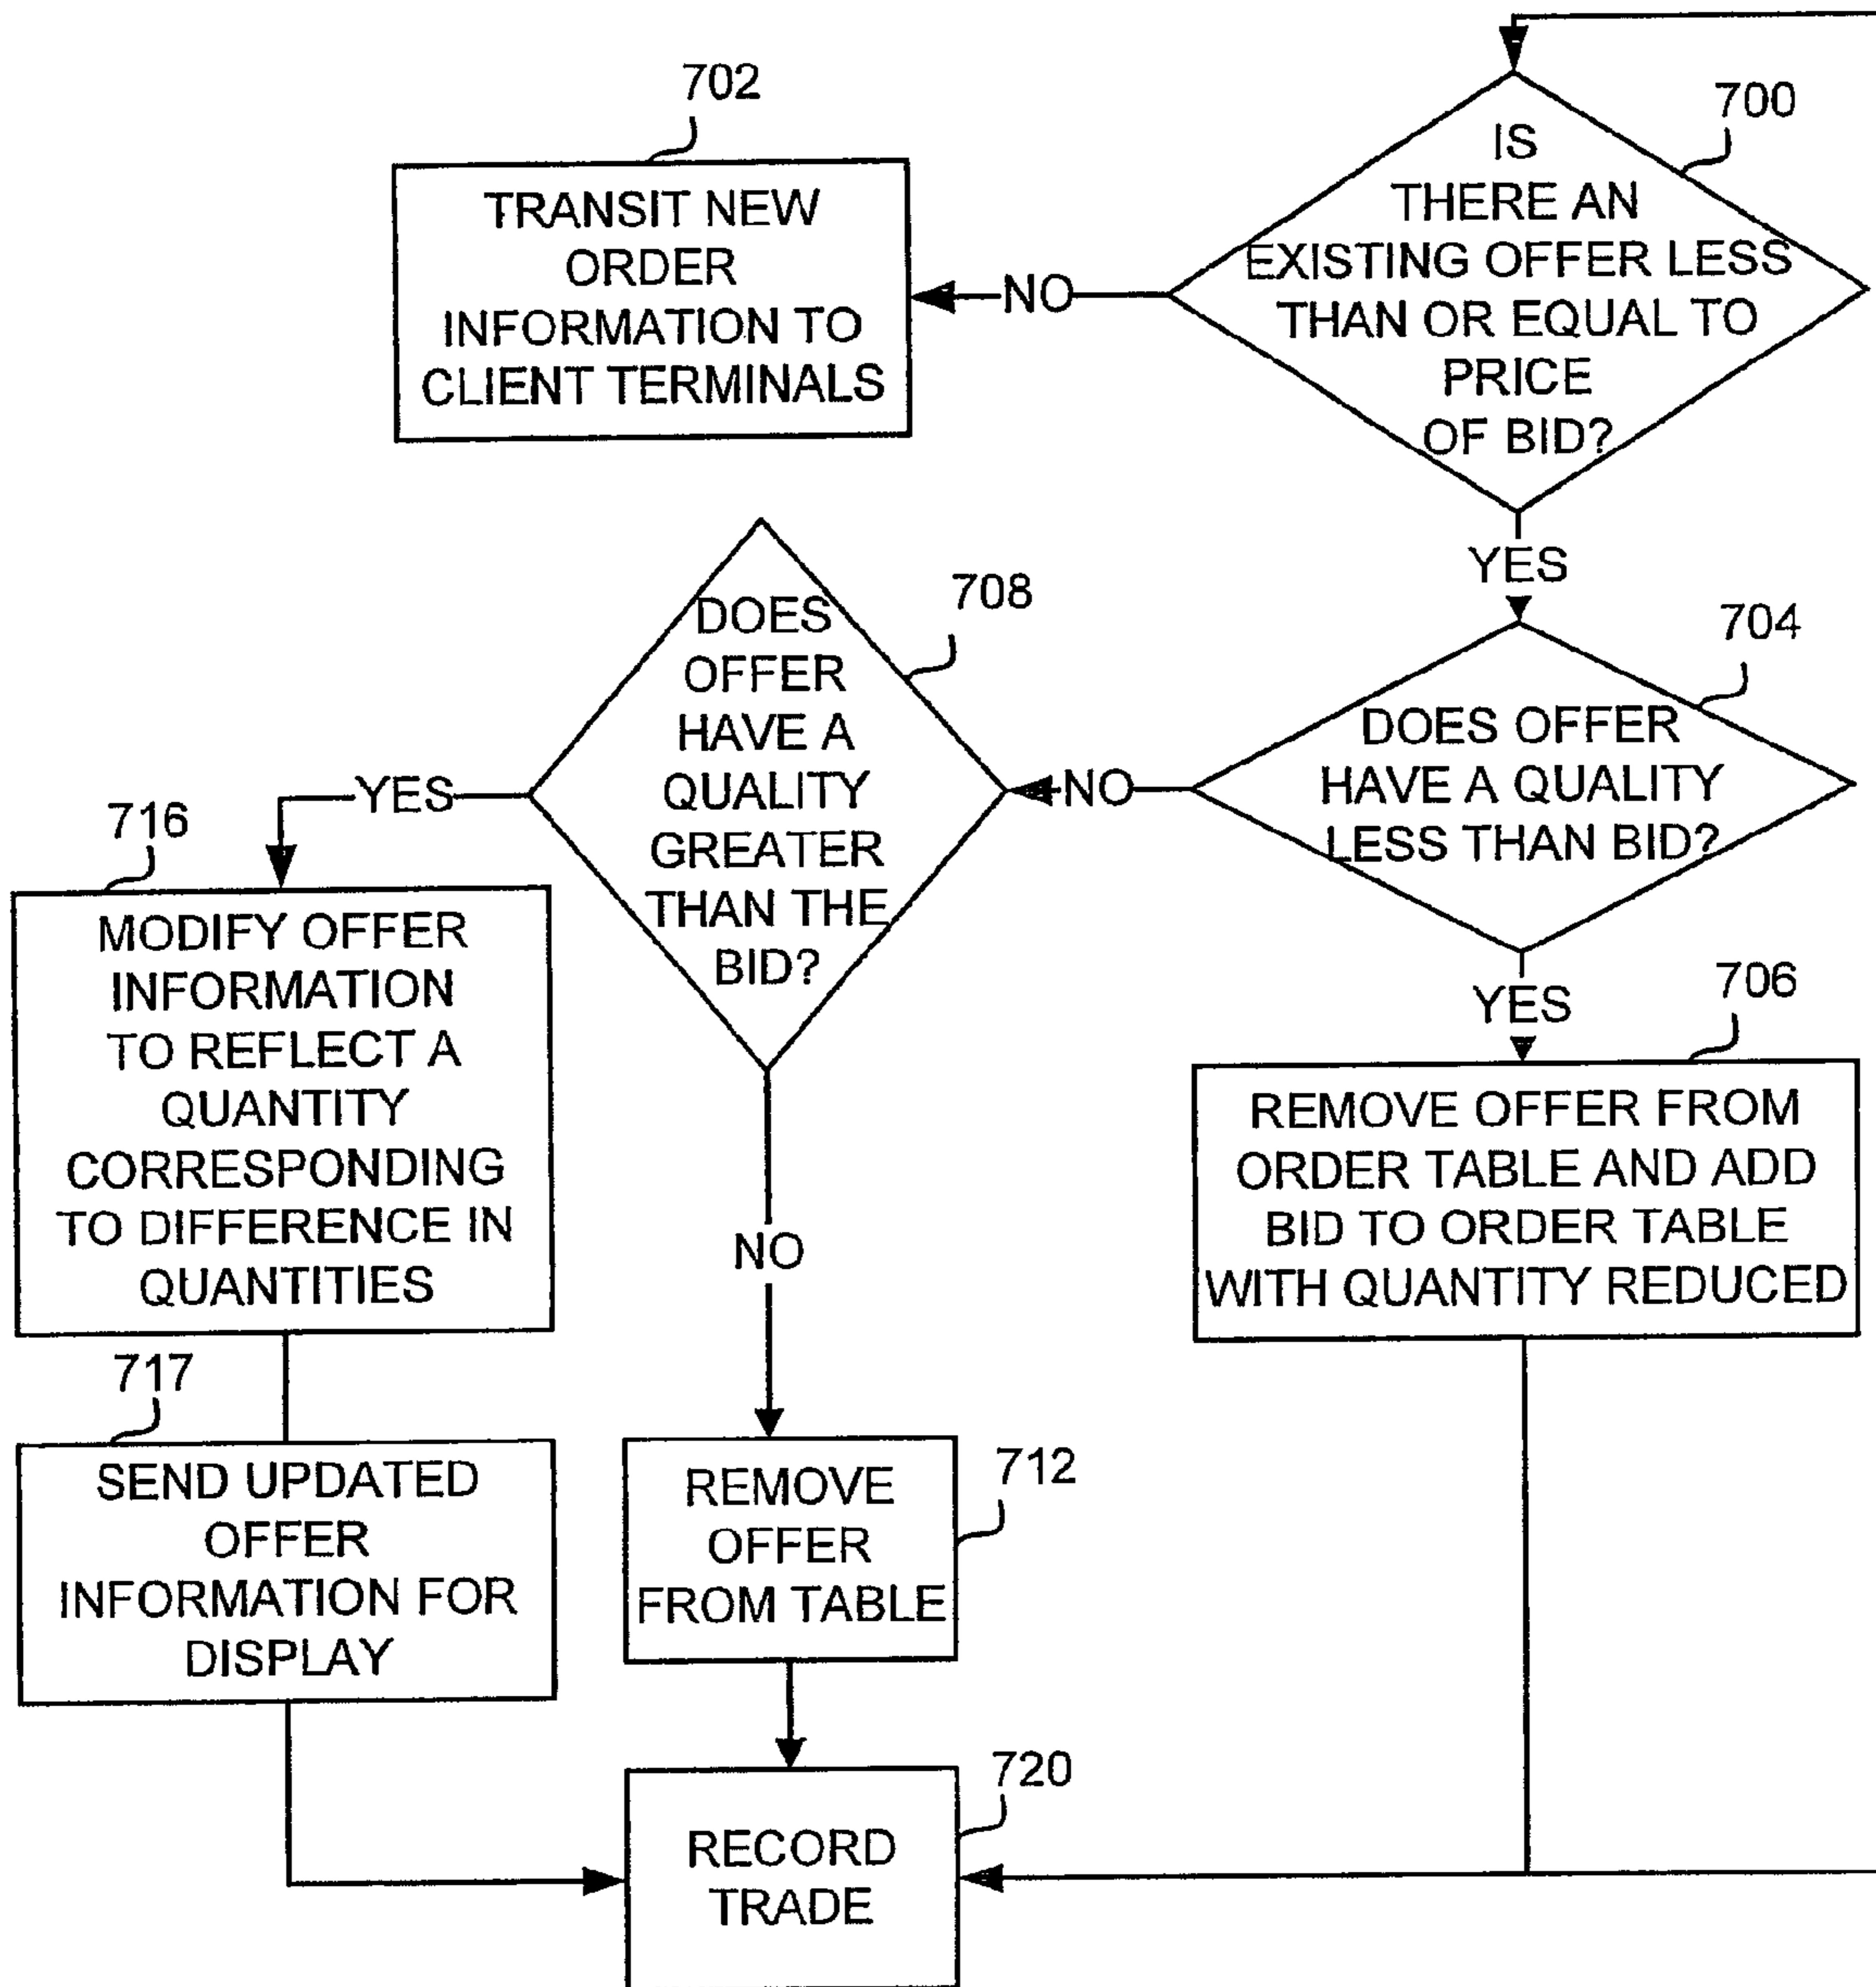 702
TRANSIT NEW
ORDER
INFORMATION TO
CLIENT TERMINALS
NO
700
IS
THERE AN
EXISTING OFFER LESS
THAN OR EQUAL TO
PRICE
OF BID?
YES
704
DOES OFFER
HAVE A QUALITY
LESS THAN BID?
NO
708
DOES
OFFER
HAVE A
QUALITY
GREATER
THAN THE
BID?
YES
716
MODIFY OFFER
INFORMATION
TO REFLECT A
QUANTITY
CORRESPONDING
TO DIFFERENCE IN
QUANTITIES
YES
706
REMOVE OFFER FROM
ORDER TABLE AND ADD
BID TO ORDER TABLE
WITH QUANTITY REDUCED
NO
717
SEND UPDATED
OFFER
INFORMATION FOR
DISPLAY
712
REMOVE
OFFER
FROM TABLE
720
RECORD
TRADE